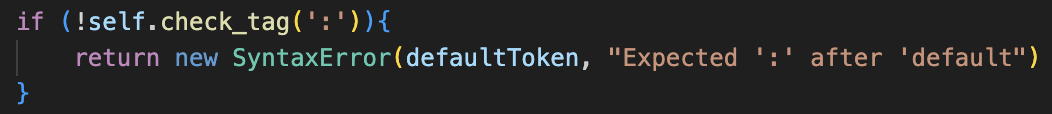 if (!self.check_tag(':')){
    return new SyntaxError(defaultToken, "Expected ':' after 'default")
}